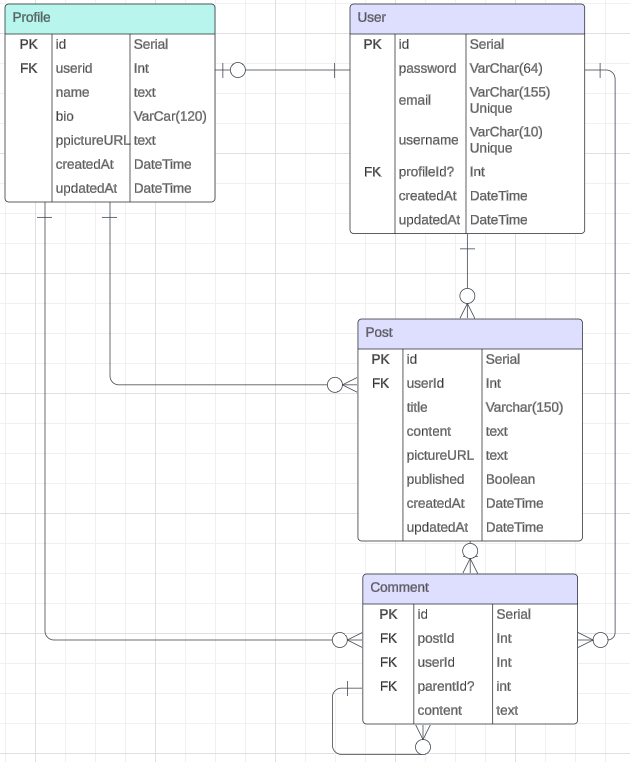 Profile
PK id Serial
FK userid Int
name text
bio VarCar(120)
ppictureURL text
createdAt DateTime
updatedAt DateTime
User
PK id Serial
password VarChar(64)
email VarChar(155)
Unique
username VarChar(10)
Unique
FK profileId? Int
createdAt DateTime
updatedAt DateTime
Post
PK id Serial
FK userId Int
title Varchar(150)
content text
pictureURL text
published Boolean
createdAt DateTime
updatedAt DateTime
Comment
PK id Serial
FK postId Int
FK userId Int
FK parentId? int
content text